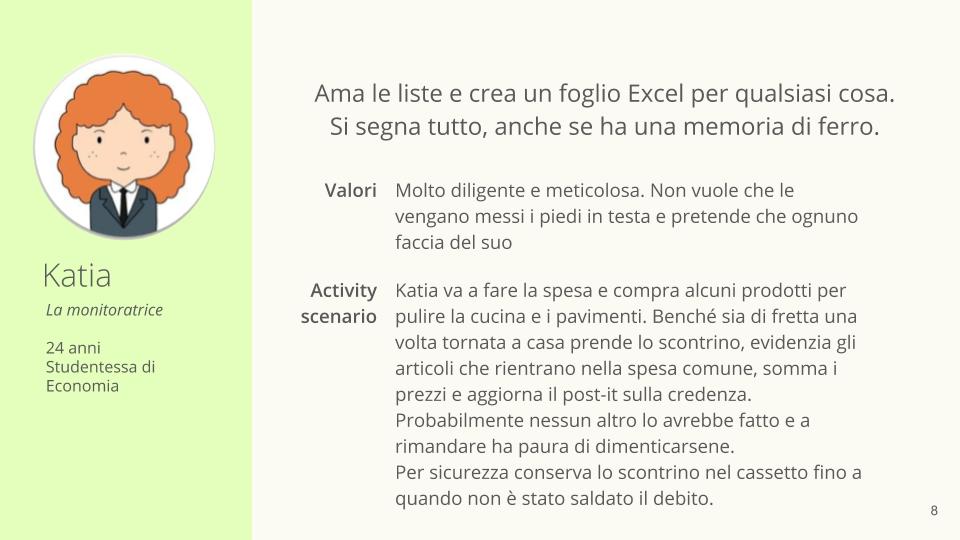 Katia
La monitoratrice
24 anni
Studentessa di
Economia
Ama le liste e crea un foglio Excel per qualsiasi cosa.
Si segna tutto, anche se ha una memoria di ferro.
Valori
Molto diligente e meticolosa. Non vuole che le
vengano messi i piedi in testa e pretende che ognuno
faccia del suo
Activity
scenario
Katia va a fare la spesa e compra alcuni prodotti per
pulire la cucina e i pavimenti. Benché sia di fretta una
volta tornata a casa prende lo scontrino, evidenzia gli
articoli che rientrano nella spesa comune, somma i
prezzi e aggiorna il post-it sulla credenza.
Probabilmente nessun altro lo avrebbe fatto e a
rimandare ha paura di dimenticarsene.
Per sicurezza conserva lo scontrino nel cassetto fino a
quando non è stato saldato il debito.
8